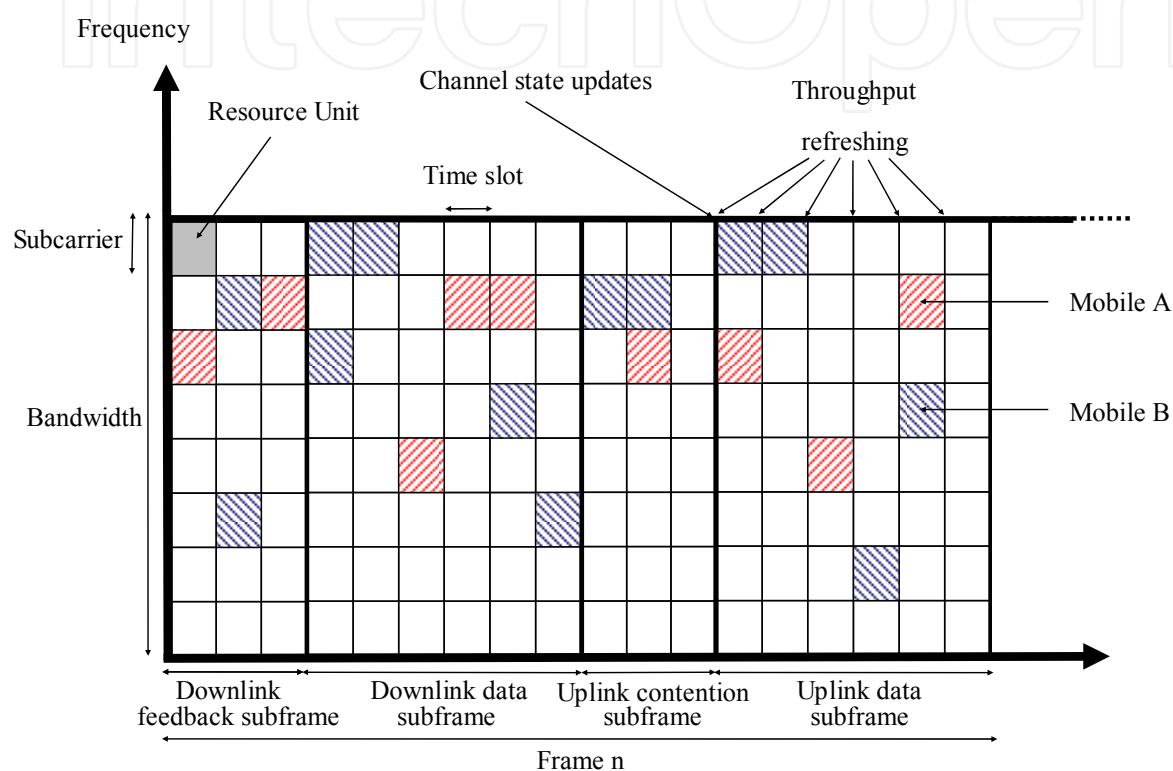 IntechOpen
Frequency
Channel state updates
Throughput
refreshing
Resource Unit
Time slot
Subcarrier
Mobile A
Bandwidth
Mobile B
Downlink
feedback subframe
Downlink data
subframe
Uplink contention
subframe
Uplink data
subframe
Frame n